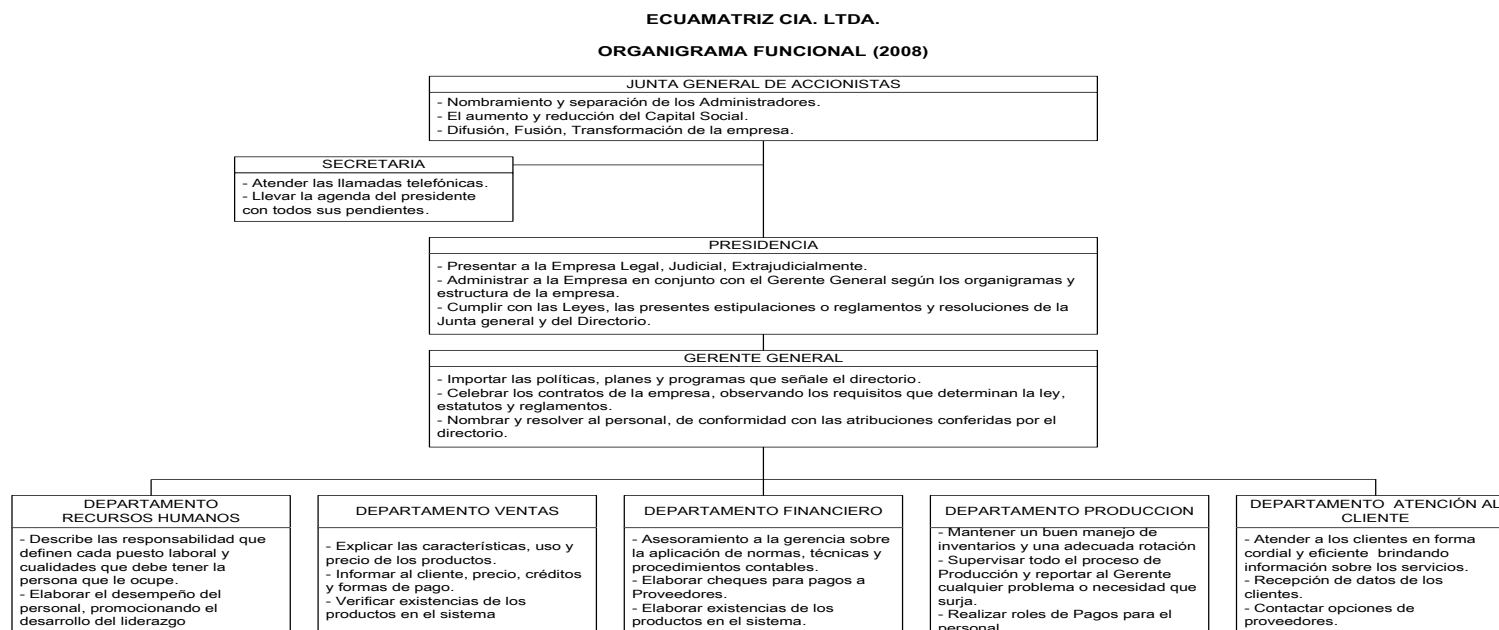 ECUAMATRIZ CIA. LTDA.
ORGANIGRAMA FUNCIONAL (2008)
JUNTA GENERAL DE ACCIONISTAS
- Nombramiento y separación de los Administradores.
- El aumento y reducción del Capital Social.
- Difusión, Fusión, Transformación de la empresa.
SECRETARIA
- Atender las llamadas telefónicas.
- Llevar la agenda del presidente
con todos sus pendientes.
PRESIDENCIA
- Presentar a la Empresa Legal, Judicial, Extrajudicialmente.
- Administrar a la Empresa en conjunto con el Gerente General según los organigramas y
estructura de la empresa.
- Cumplir con las Leyes, las presentes estipulaciones o reglamentos y resoluciones de la
Junta general y del Directorio.
GERENTE GENERAL
- Importar las políticas, planes y programas que señale el directorio.
- Celebrar los contratos de la empresa, observando los requisitos que determinan la ley,
estatutos y reglamentos.
- Nombrar y resolver al personal, de conformidad con las atribuciones conferidas por el
directorio.
DEPARTAMENTO
RECURSOS HUMANOS
- Describe las responsabilidad que
definen cada puesto laboral y
cualidades que debe tener la
persona que le ocupe.
- Elaborar el desempeño del
personal, promocionando el
desarrollo del liderazgo
DEPARTAMENTO VENTAS
- Explicar las características, uso y
precio de los productos.
- Informar al cliente, precio, créditos
y formas de pago.
- Verificar existencias de los
productos en el sistema
DEPARTAMENTO FINANCIERO
- Asesoramiento a la gerencia sobre
la aplicación de normas, técnicas y
procedimientos contables.
- Elaborar cheques para pagos a
Proveedores.
- Elaborar existencias de los
productos en el sistema.
DEPARTAMENTO PRODUCCION
- Mantener un buen manejo de
inventarios y una adecuada rotación
- Supervisar todo el proceso de
Producción y reportar al Gerente
cualquier problema o necesidad que
surja.
- Realizar roles de Pagos para el
personal
DEPARTAMENTO ATENCIÓN AL
CLIENTE
- Atender a los clientes en forma
cordial y eficiente brindando
información sobre los servicios.
- Recepción de datos de los
clientes.
- Contactar opciones de
proveedores.